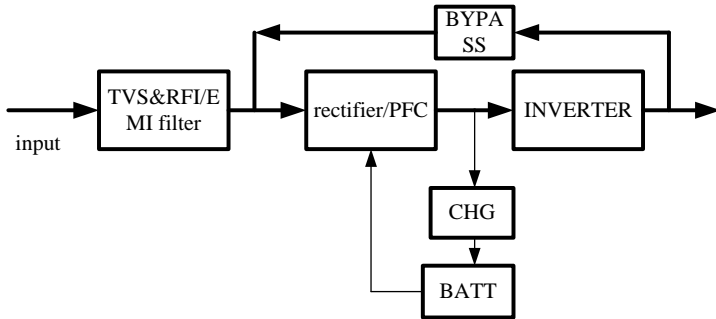 BYPA
SS
TVS&RFI/E
MI filter
rectifier/PFC
INVERTER
input
CHG
BATT